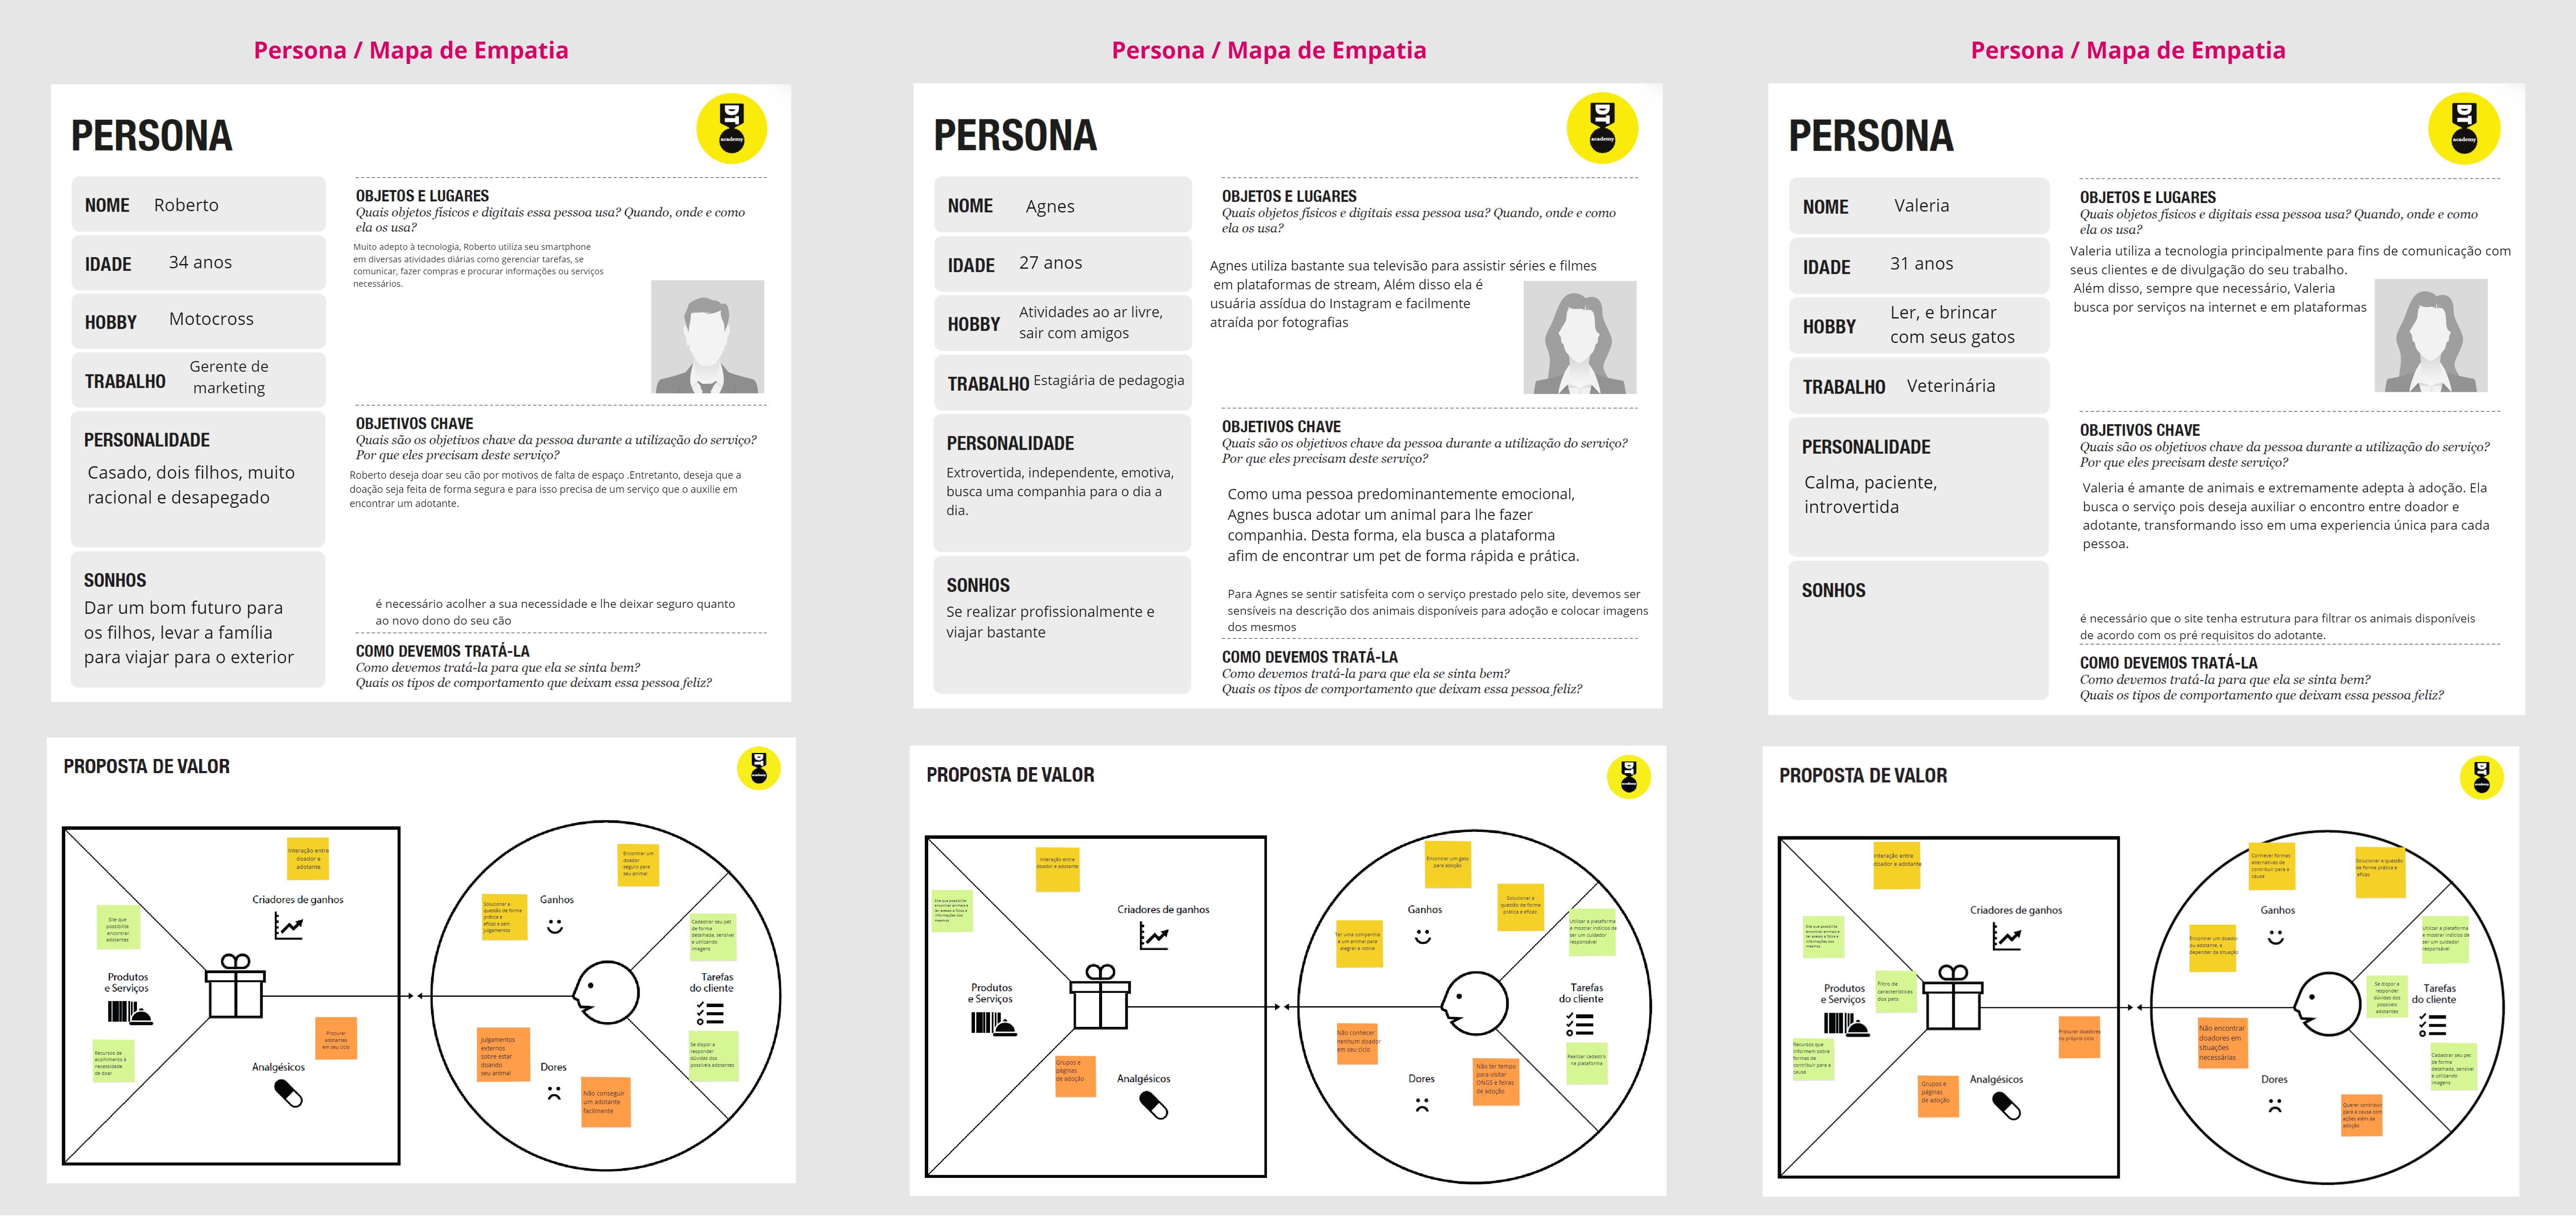 Persona / Mapa de Empatia
PERSONA
DT
academy
NOME Roberto
IDADE 34 anos
HOBBY Motocross
TRABALHO Gerente de
marketing
PERSONALIDADE
Casado, dois filhos, muito
racional e desapegado
SONHOS
Dar um bom futuro para
os filhos, levar a família
para viajar para o exterior
OBJETOS E LUGARES
Quais objetos físicos e digitais essa pessoa usa? Quando, onde e como
ela os usa?
Muito adepto à tecnologia, Roberto utiliza seu smartphone
em diversas atividades diárias como gerenciar tarefas, se
comunicar, fazer compras e procurar informações ou serviços
necessários.
OBJETIVOS CHAVE
Quais são os objetivos chave da pessoa durante a utilização do serviço?
Por que eles precisam deste serviço?
Roberto deseja doar seu cão por motivos de falta de espaço .Entretanto, deseja que a
doação seja feita de forma segura e para isso precisa de um serviço que o auxilie em
encontrar um adotante.
é necessário acolher a sua necessidade e lhe deixar seguro quanto
ao novo dono do seu cão
COMO DEVEMOS TRATÁ-LA
Como devemos tratá-la para que ela se sinta bem?
Quais os tipos de comportamento que deixam essa pessoa feliz?
Persona / Mapa de Empatia
PERSONA
DT
academy
NOME Agnes
IDADE 27 anos
HOBBY Atividades ao ar livre,
sair com amigos
TRABALHO Estagiária de pedagogia
PERSONALIDADE
Extrovertida, independente, emotiva,
busca uma companhia para o dia a
dia.
SONHOS
Se realizar profissionalmente e
viajar bastante
OBJETOS E LUGARES
Quais objetos físicos e digitais essa pessoa usa? Quando, onde e como
ela os usa?
Agnes utiliza bastante sua televisão para assistir séries e filmes
em plataformas de stream, Além disso ela é
usuária assídua do Instagram e facilmente
atraída por fotografias
OBJETIVOS CHAVE
Quais são os objetivos chave da pessoa durante a utilização do serviço?
Por que eles precisam deste serviço?
Como uma pessoa predominantemente emocional,
Agnes busca adotar um animal para lhe fazer
companhia. Desta forma, ela busca a plataforma
afim de encontrar um pet de forma rápida e prática.
Para Agnes se sentir satisfeita com o serviço prestado pelo site, devemos ser
sensíveis na descrição dos animais disponíveis para adoção e colocar imagens
dos mesmos
COMO DEVEMOS TRATÁ-LA
Como devemos tratá-la para que ela se sinta bem?
Quais os tipos de comportamento que deixam essa pessoa feliz?
Persona / Mapa de Empatia
PERSONA
DT
academy
NOME Valeria
IDADE 31 anos
HOBBY Ler, e brincar
com seus gatos
TRABALHO Veterinária
PERSONALIDADE
Calma, paciente,
introvertida
SONHOS
OBJETOS E LUGARES
Quais objetos físicos e digitais essa pessoa usa? Quando, onde e como
ela os usa?
Valeria utiliza a tecnologia principalmente para fins de comunicação com
seus clientes e de divulgação do seu trabalho.
Além disso, sempre que necessário, Valeria
busca por serviços na internet e em plataformas
OBJETIVOS CHAVE
Quais são os objetivos chave da pessoa durante a utilização do serviço?
Por que eles precisam deste serviço?
Valeria é amante de animais e extremamente adepta à adoção. Ela
busca o serviço pois deseja auxiliar o encontro entre doador e
adotante, transformando isso em uma experiencia única para cada
pessoa.
é necessário que o site tenha estrutura para filtrar os animais disponíveis
de acordo com os pré requisitos do adotante.
COMO DEVEMOS TRATÁ-LA
Como devemos tratá-la para que ela se sinta bem?
Quais os tipos de comportamento que deixam essa pessoa feliz?
PROPOSTA DE VALOR
DT
academy
Interação entre
doador e
adotante
Criadores de ganhos
Site que
possibilite
encontrar
adotantes
Produtos
e Serviços
Recursos de
acolhimento à
necessidade
de doar
Procurar
adotantes
em seu ciclo
Analgésicos
Encontrar um
doador
seguro para
seu animal
Solucionar a
questão de forma
prática e
eficaz e sem
julgamentos
Ganhos
Cadastrar seu pet
de forma
detalhada, sensível
e utilizando
imagens
Tarefas
do cliente
Se dispor a
responder
dúvidas dos
possíveis adotantes
Julgamentos
externos
sobre estar
doando
seu animal
Dores
Não conseguir
um adotante
facilmente
PROPOSTA DE VALOR
DT
academy
Interação entre
doador e adotante
Site que possibilite
encontrar animais e
ter acesso a fotos e
informações dos
mesmos
Criadores de ganhos
Produtos
e Serviços
Grupos e
páginas
de adoção
Analgésicos
Encontrar um gato
para adoção
Solucionar a
questão de forma
prática e eficaz.
Ganhos
Ter uma companhia
e um animal para
alegrar a rotina
Utilizar a plataforma
e mostrar indícios de
ser um cuidador
responsável
Tarefas
do cliente
Realizar cadastro
na plataforma
Não conhecer
nenhum doador
em seu ciclo
Dores
Não ter tempo
para visitar
ONGS e feiras
de adoção
PROPOSTA DE VALOR
DT
academy
Interação entre
doador e adotante
Criadores de ganhos
Site que possibilite
encontrar animais e
ter acesso a fotos e
informações dos
mesmos
Produtos
e Serviços
Filtro de
características
dos pets
Recursos que
informem sobre
formas de
contribuir para a
causa
Procurar doadores
no próprio ciclo
Grupos e
páginas
de adoção
Analgésicos
Conhecer formas
alternativas de
contribuir para a
causa
Solucionar a questão
de forma prática e
eficaz
Ganhos
Encontrar um doador
ou adotante, a
depender da situação
Utilizar a plataforma
e mostrar indícios de
ser um cuidador
responsável
Se dispor a
responder
dúvidas dos
possíveis
adotantes
Tarefas
do cliente
Cadastrar seu pet
de forma
detalhada, sensível
e utilizando
imagens
Não encontrar
doadores em
situações
necessárias
Dores
Querer contribuir
para a causa com
ações além da
adoção